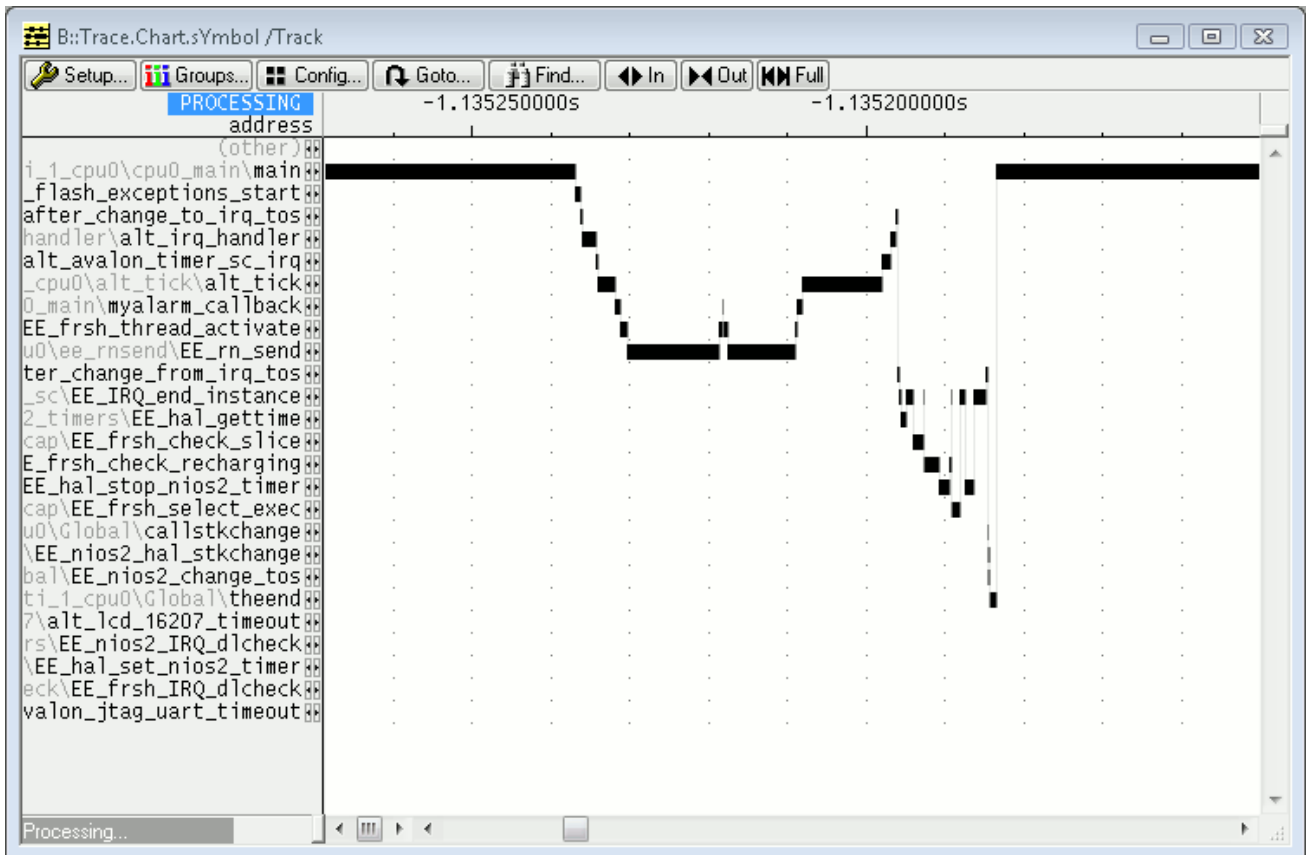 B::Trace.Chart.sYmbol /Track
Setup... Groups... Config... Goto... Find... In Out Full
PROCESSING -1.135250000s -1.135200000s
address
(other)
i_1_cpu0\cpu0_main\main
_flash_exceptions_start
after_change_to_irq_tos
handler\alt_irq_handler
alt_avalon_timer_sc_irq
_cpu0\alt_tick\alt_tick
0_main\myalarm_callback
EE_frsh_thread_activate
u0\ee_rnsend\EE_rn_send
ter_change_from_irq_tos
_sc\EE_IRQ_end_instance
2_timers\EE_hal_gettime
cap\EE_frsh_check_slice
E_frsh_check_recharging
EE_hal_stop_nios2_timer
cap\EE_frsh_select_exec
u0\Global\callstkchange
\EE_nios2_hal_stkchange
bal\EE_nios2_change_tos
ti_1_cpu0\Global\theend
7\alt_lcd_16207_timeout
rs\EE_nios2_IRQ_dlcheck
\EE_hal_set_nios2_timer
eck\EE_frsh_IRQ_dlcheck
valon_jtag_uart_timeout
Processing...